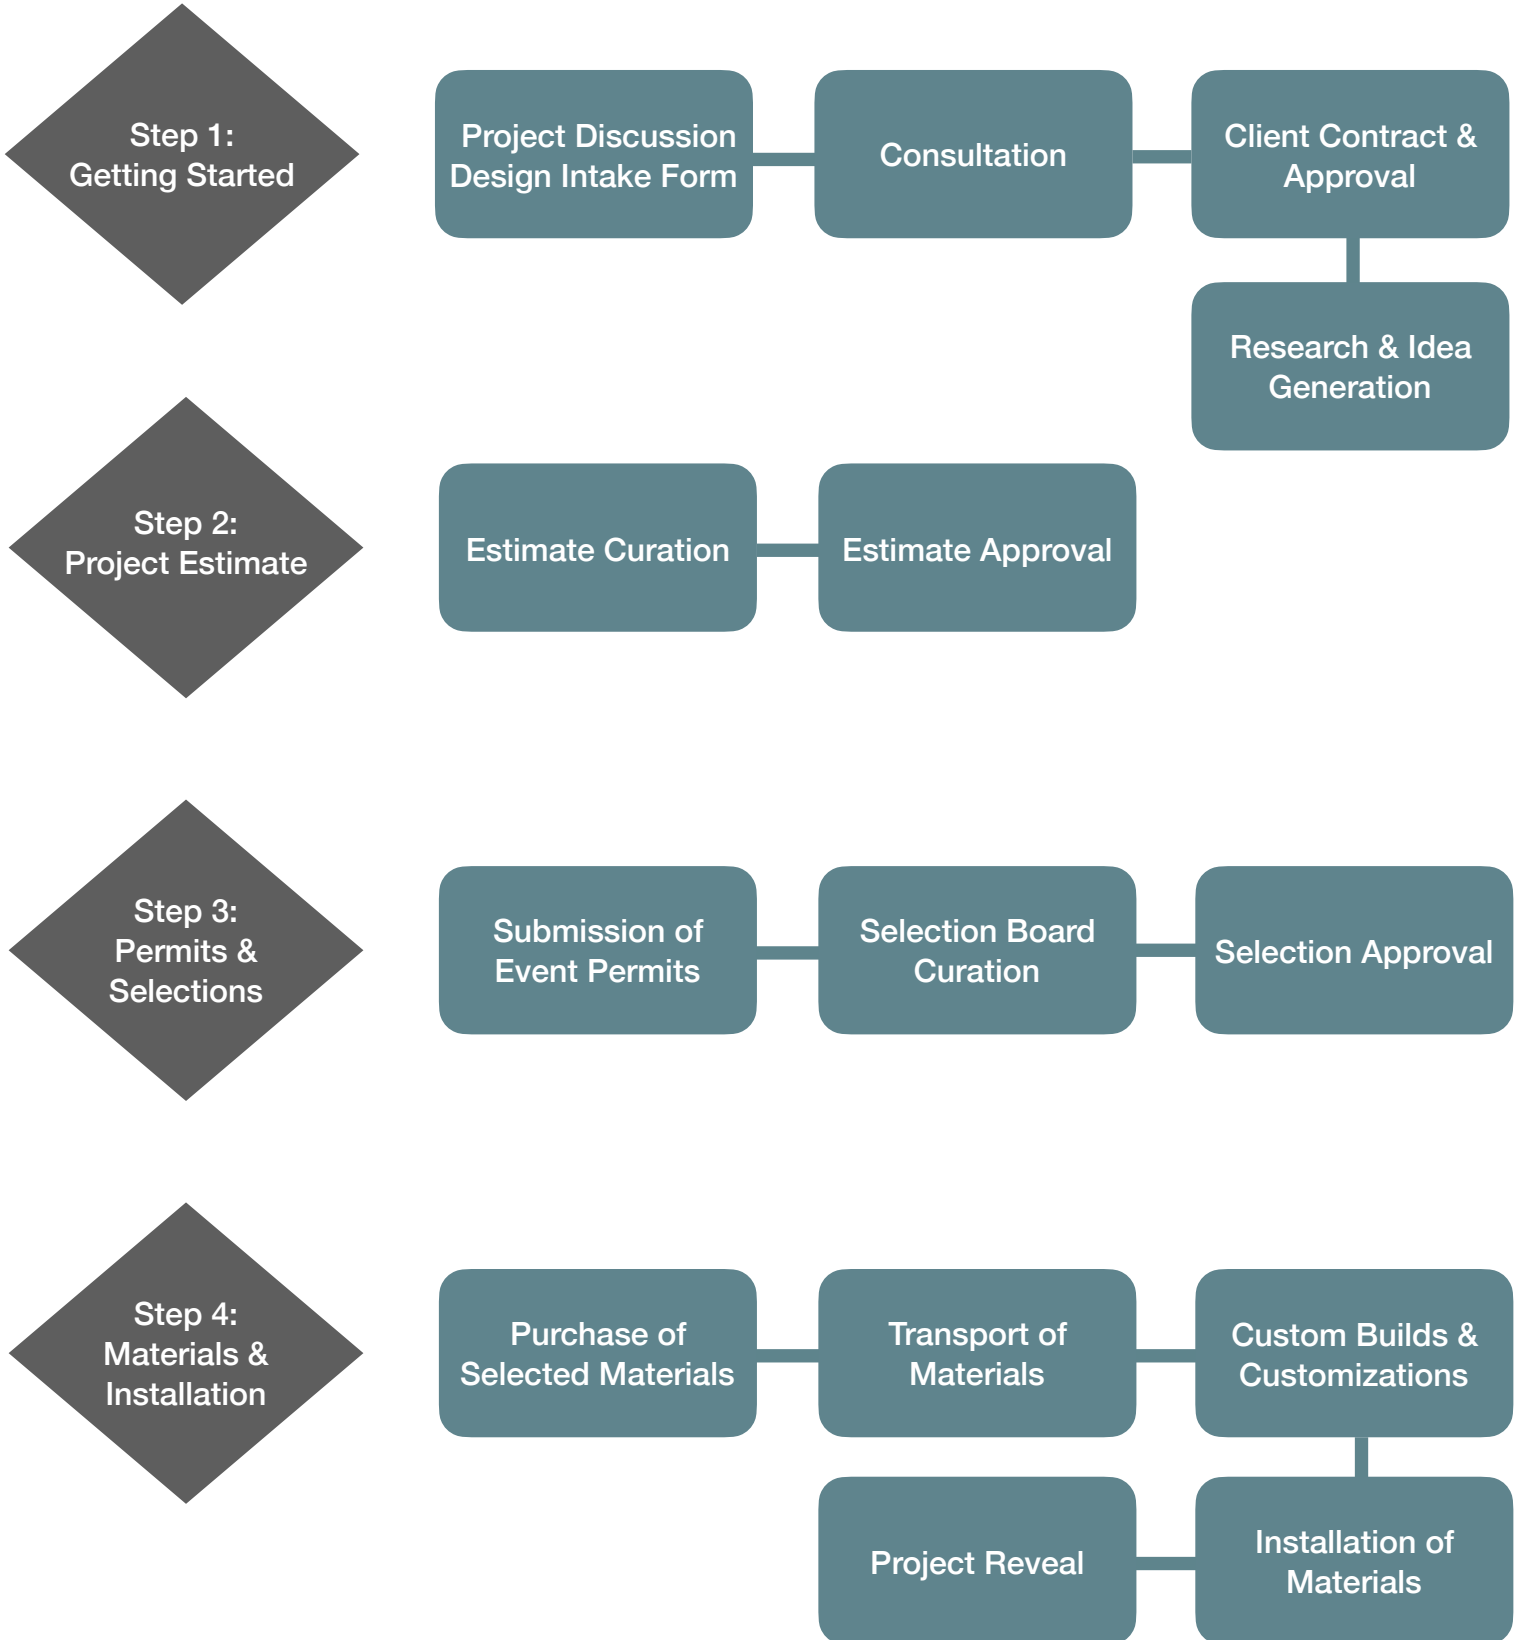 Step 1:
Getting Started
Project Discussion
Design Intake Form
Consultation
Client Contract &
Approval
Research & Idea
Generation
Step 2:
Project Estimate
Estimate Curation
Estimate Approval
Step 3:
Permits &
Selections
Submission of
Event Permits
Selection Board
Curation
Selection Approval
Step 4:
Materials &
Installation
Purchase of
Selected Materials
Transport of
Materials
Custom Builds &
Customizations
Installation of
Materials
Project Reveal